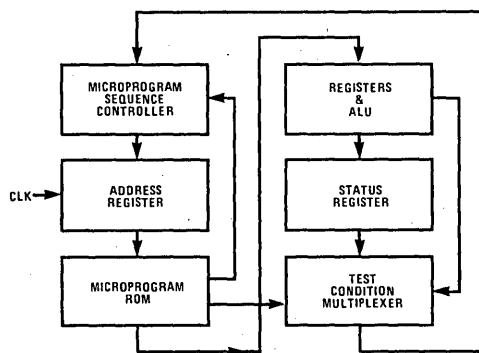 MICROPROGRAM
SEQUENCE
CONTROLLER
REGISTERS
&
ALU
CLK
ADDRESS
REGISTER
STATUS
REGISTER
MICROPROGRAM
ROM
TEST
CONDITION
MULTIPLEXER